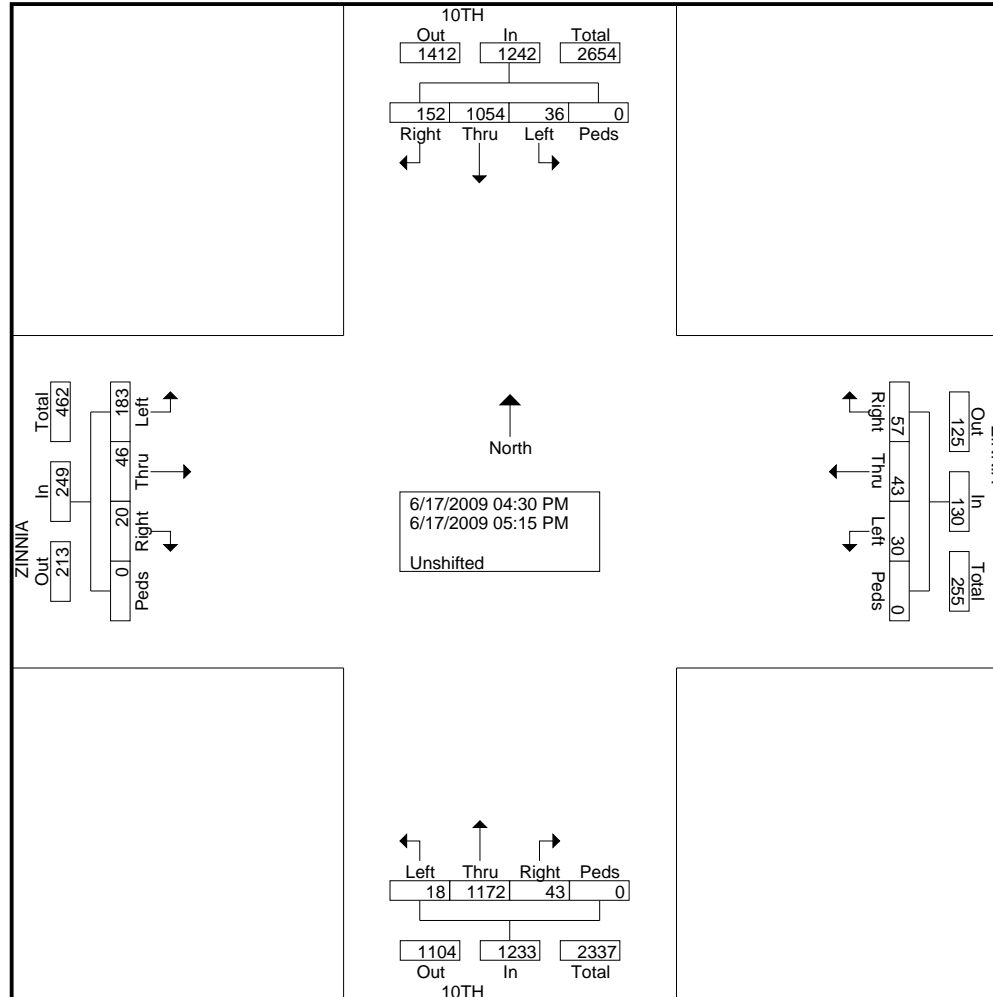 10TH
Out In Total
1412 1242 2654
152 1054 36 0
Right Thru Left Peds
ZINNIA
Out In Total
213 249 462
0 20 46 183
Peds Right Thru Left
North
6/17/2009 04:30 PM
6/17/2009 05:15 PM
Unshifted
Out In Total
125 130 255
57 43 30 0
Right Thru Left Peds
Left Thru Right Peds
18 1172 43 0
1104 1233 2337
Out In Total
10TH